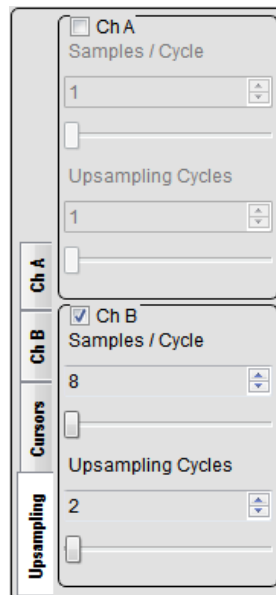 Ch A
Samples / Cycle
1
Upsampling Cycles
1
Ch B
Samples / Cycle
8
Upsampling Cycles
2
Ch A
Ch B
Cursors
Upsampling